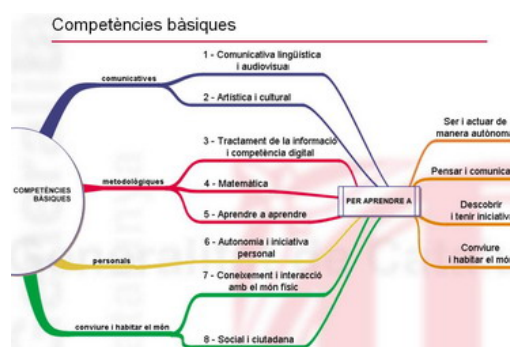 Competències bàsiques
COMPETÈNCIES
BÀSIQUES
comunicatives
1 - Comunicativa lingüística
i audiovisual
2 - Artística i cultural
metodològiques
3 - Tractament de la informació
i competència digital
4 - Matemàtica
5 - Aprendre a aprendre
personals
6 - Autonomia i iniciativa
personal
conviure i habitar el món
7 - Coneixement i interacció
amb el món físic
8 - Social i ciutadana
PER APRENDRE A
Ser i actuar de
manera autònoma
Pensar i comunicar
Descobrir
i tenir iniciativa
Conviure
i habitar el món